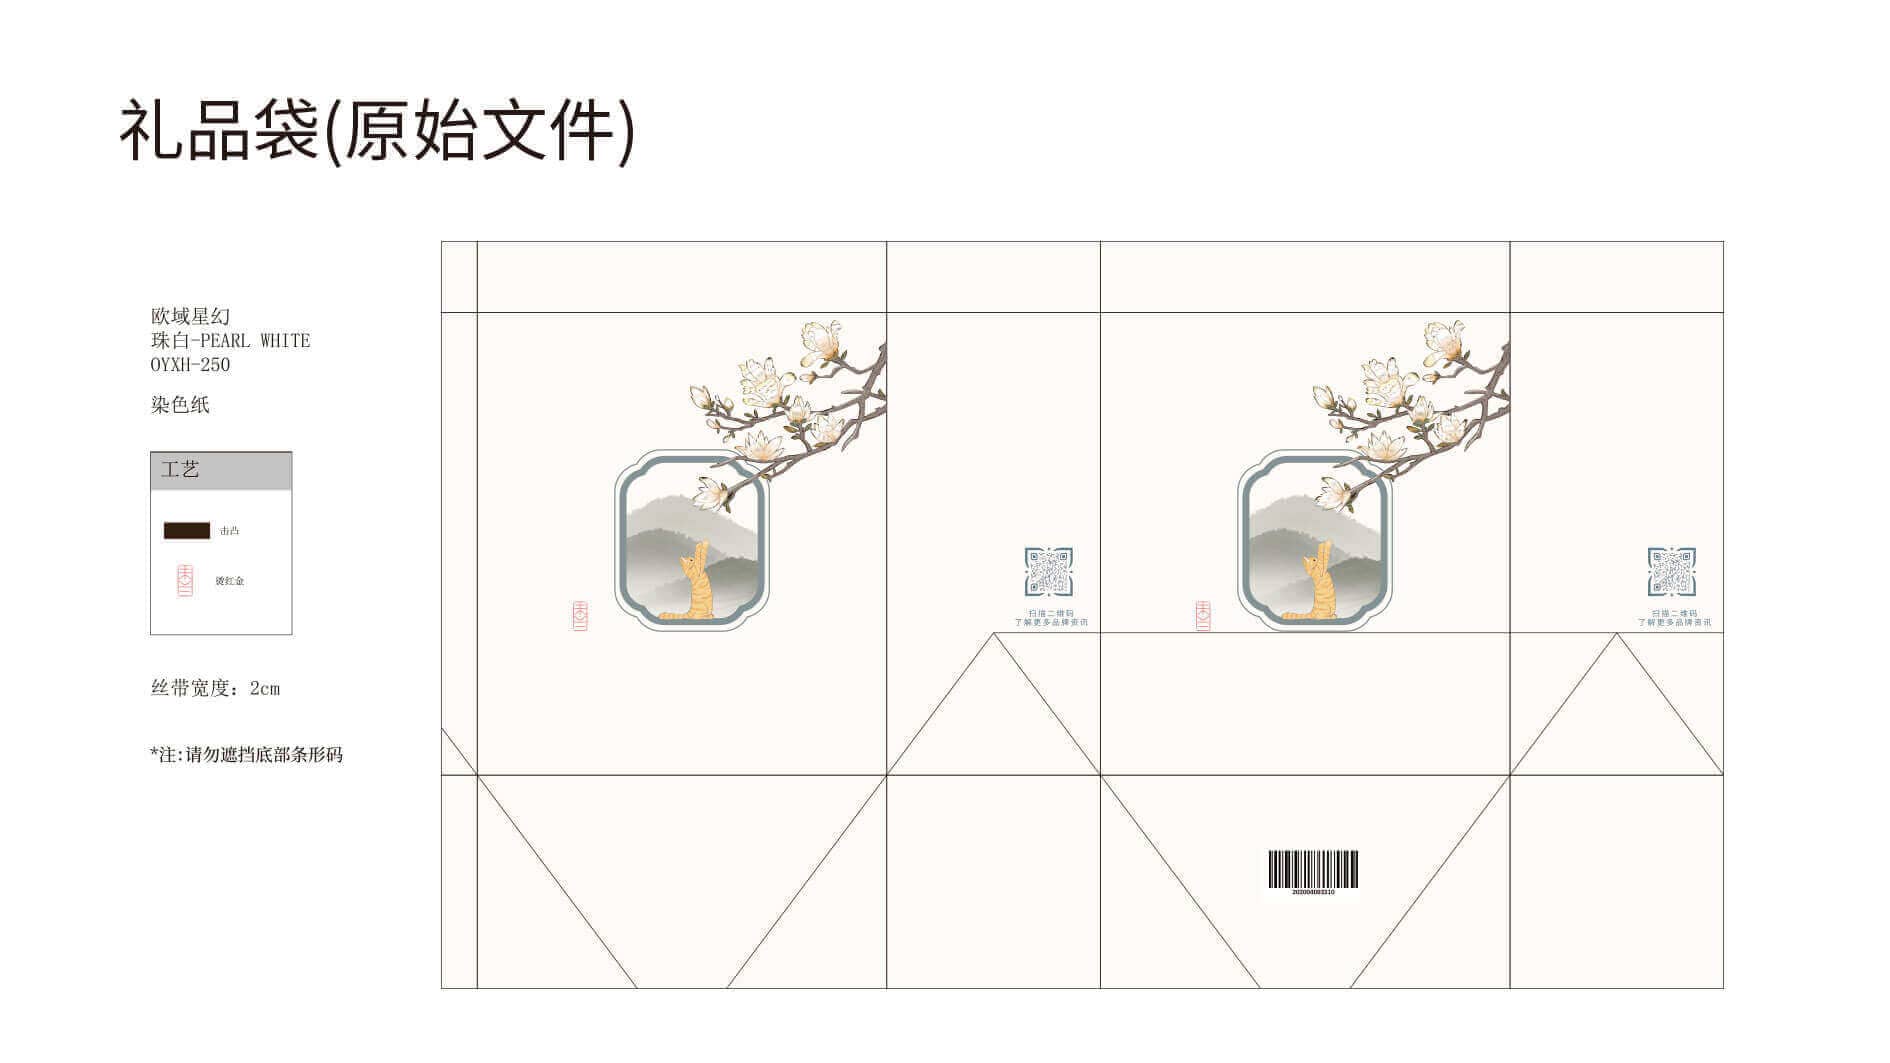 礼品袋(原始文件)
欧域星幻
珠白-PEARL WHITE
OYXH-250
染色纸
工艺
击凸
烫红金
丝带宽度：2cm
*注:请勿遮挡底部条形码
扫描二维码
了解更多品牌资讯
扫描二维码
了解更多品牌资讯